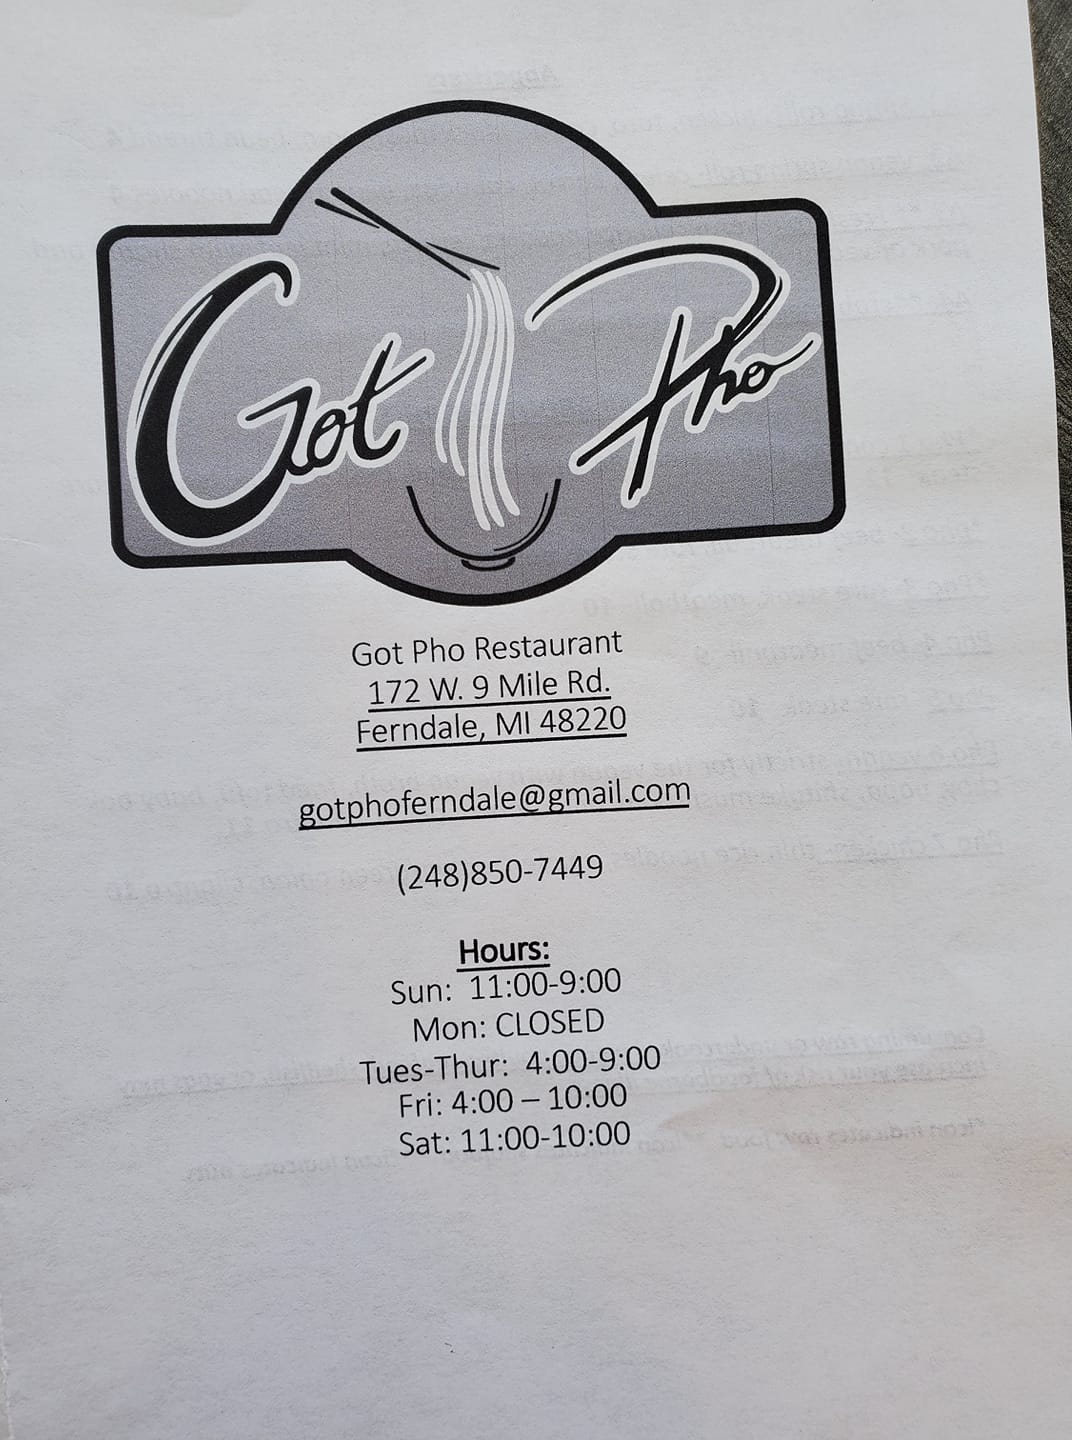 Got Pho
Got Pho Restaurant
172 W. 9 Mile Rd.
Ferndale, MI 48220
gotphoferndale@gmail.com
(248)850-7449
Hours:
Sun:  11:00-9:00
Mon: CLOSED
Tues-Thur:  4:00-9:00
Fri: 4:00 – 10:00
Sat: 11:00-10:00